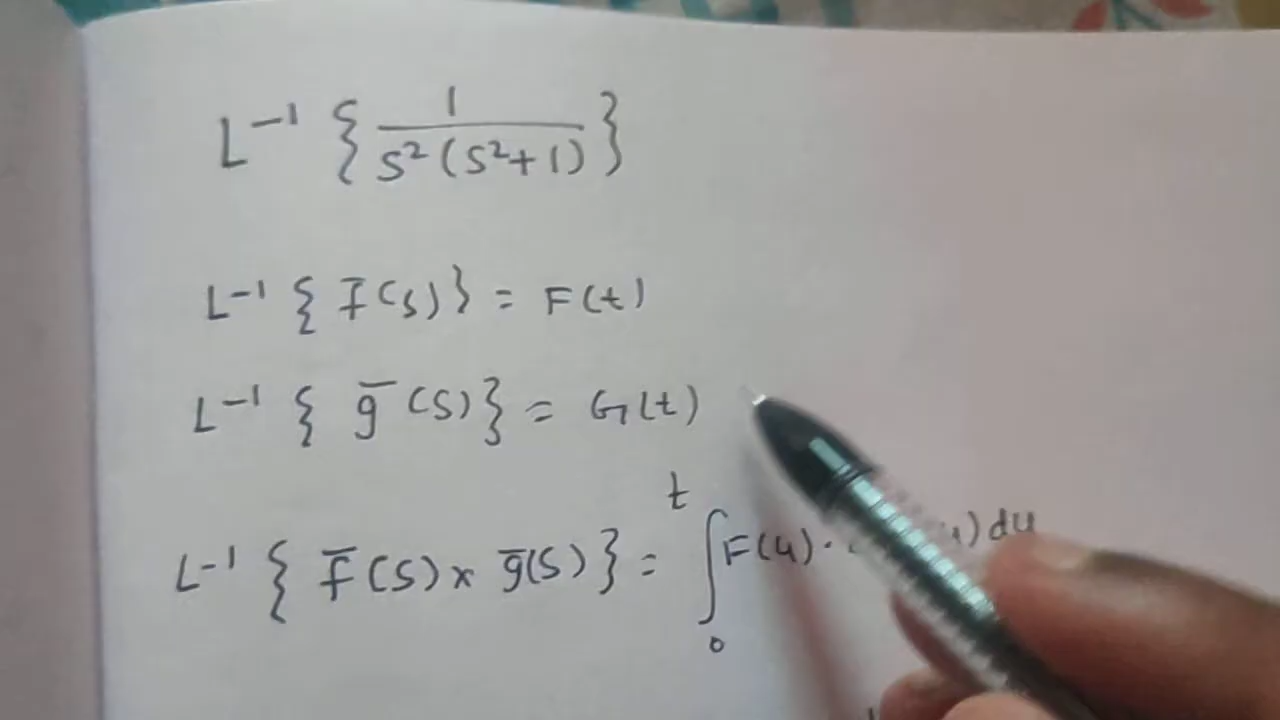 L⁻¹ { 1 / S²(S²+1) }
L⁻¹ { f̄(s) } = F(t)
L⁻¹ { ḡ(s) } = G(t)
L⁻¹ { f̄(s) × ḡ(s) } = ∫₀ᵗ F(u) · u) du